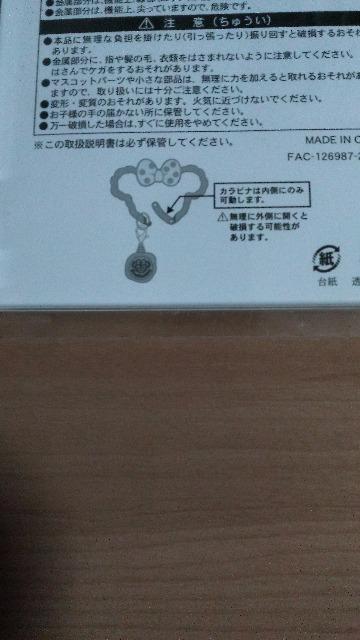 ●金属部分は、機能上、尖っていますので、危険です。
⚠ 注 意 (ちゅうい)
●本品に無理な負担を掛けたり(引っ張ったり)振り回すと破損するおそれ
あります。
●金属部分に、指や髪の毛、衣類をはさまれないように注意してください。
はさんでケガをするおそれがあります。
●マスコットパーツや小さな部品は、無理に力を加えると取れるおそれがあ
ますので、取り扱いには十分ご注意ください。
●変形・変質のおそれがあります。火気に近づけないでください。
●お子様の手の届かない所に保管してください。
●万一破損した場合は、すぐに使用をやめてください。
※この取扱説明書は必ず保管してください。
MADE IN C
FAC-126987-2
カラビナは内側にのみ
可動します。
⚠無理に外側に開くと
破損する可能性が
あります。
紙
台紙 透